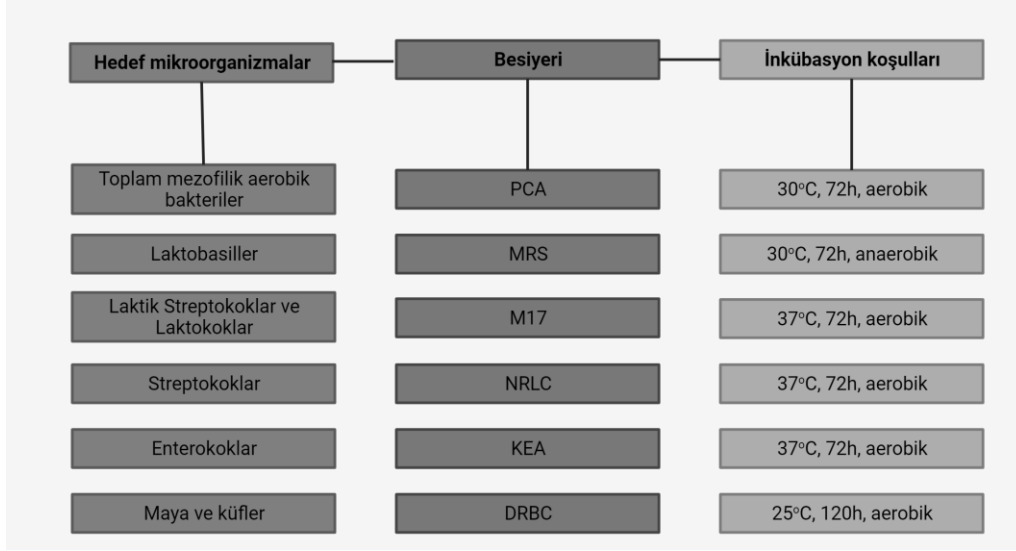 Hedef mikroorganizmalar
Besiyeri
İnkübasyon koşulları
Toplam mezofilik aerobik
bakteriler
PCA
30°C, 72h, aerobik
Laktobasiller
MRS
30°C, 72h, anaerobik
Laktik Streptokoklar ve
Laktokoklar
M17
37°C, 72h, aerobik
Streptokoklar
NRLC
37°C, 72h, aerobik
Enterokoklar
KEA
37°C, 72h, aerobik
Maya ve küfler
DRBC
25°C, 120h, aerobik